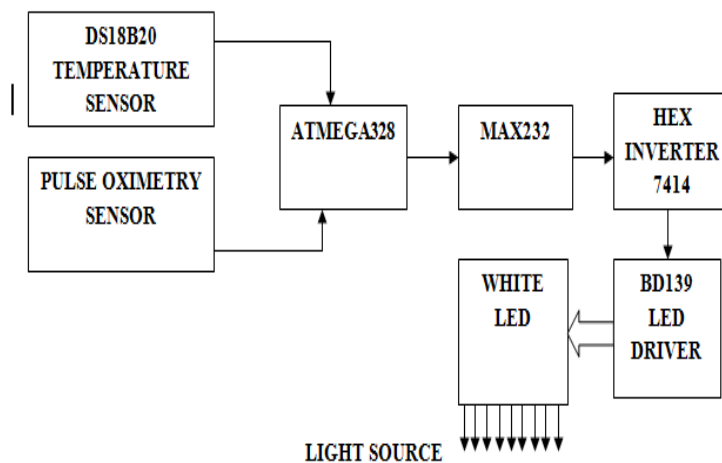 DS18B20
TEMPERATURE
SENSOR
PULSE OXIMETRY
SENSOR
ATMEGA328
MAX232
HEX
INVERTER
7414
WHITE
LED
BD139
LED
DRIVER
LIGHT SOURCE